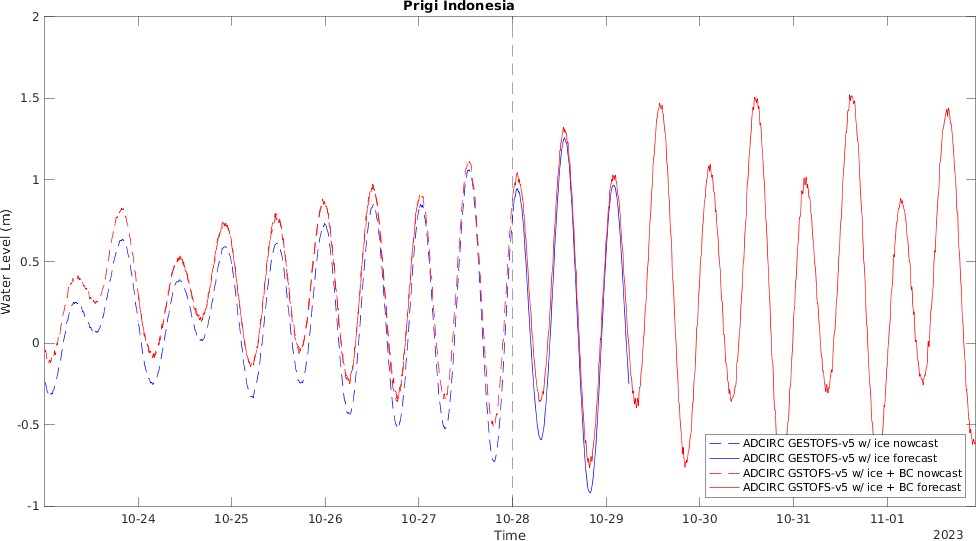 Prigi Indonesia
2
1.5
1
0.5
0
-0.5
-1
Water Level (m)
ADCIRC GESTOFS-v5 w/ ice nowcast
ADCIRC GESTOFS-v5 w/ ice forecast
ADCIRC GSTOFS-v5 w/ ice + BC nowcast
ADCIRC GSTOFS-v5 w/ ice + BC forecast
10-24 10-25 10-26 10-27 10-28 10-29 10-30 10-31 11-01
Time
2023